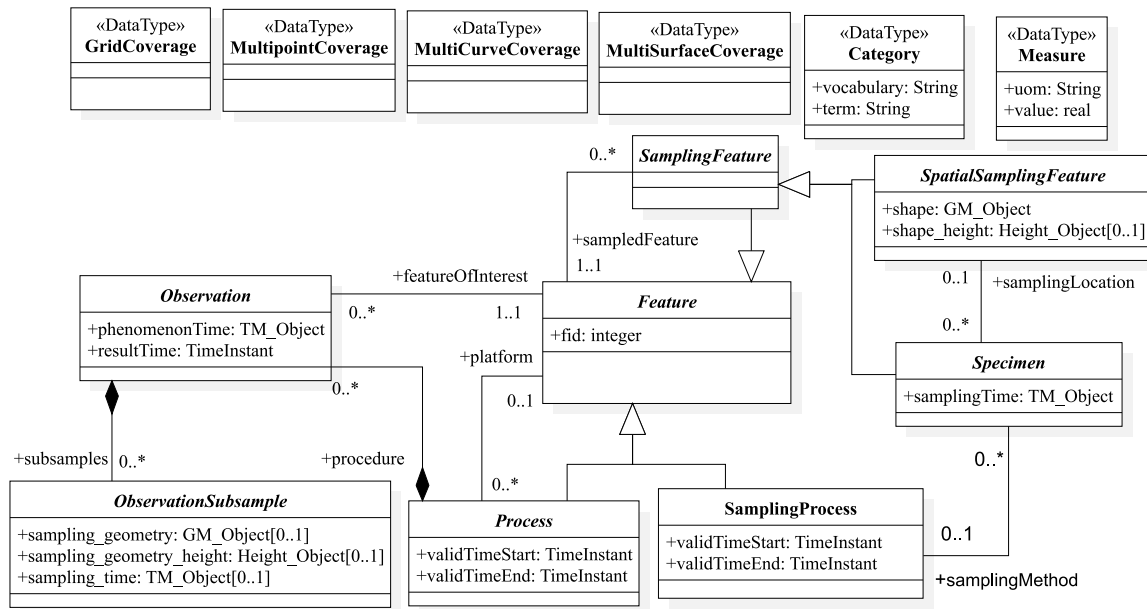 «DataType»
GridCoverage
«DataType»
MultipointCoverage
«DataType»
MultiCurveCoverage
«DataType»
MultiSurfaceCoverage
«DataType»
Category
+vocabulary: String
+term: String
«DataType»
Measure
+uom: String
+value: real
0..*
SamplingFeature
SpatialSamplingFeature
+shape: GM_Object
+shape_height: Height_Object[0..1]
+sampledFeature
1..1
0..1
+samplingLocation
0..*
+featureOfInterest
Observation
+phenomenonTime: TM_Object
+resultTime: TimeInstant
0..*
1..1
Feature
+fid: integer
+platform
0..1
0..*
Specimen
+samplingTime: TM_Object
0..*
+subsamples
0..*
+procedure
0..*
ObservationSubsample
+sampling_geometry: GM_Object[0..1]
+sampling_geometry_height: Height_Object[0..1]
+sampling_time: TM_Object[0..1]
Process
+validTimeStart: TimeInstant
+validTimeEnd: TimeInstant
SamplingProcess
+validTimeStart: TimeInstant
+validTimeEnd: TimeInstant
0..1
+samplingMethod